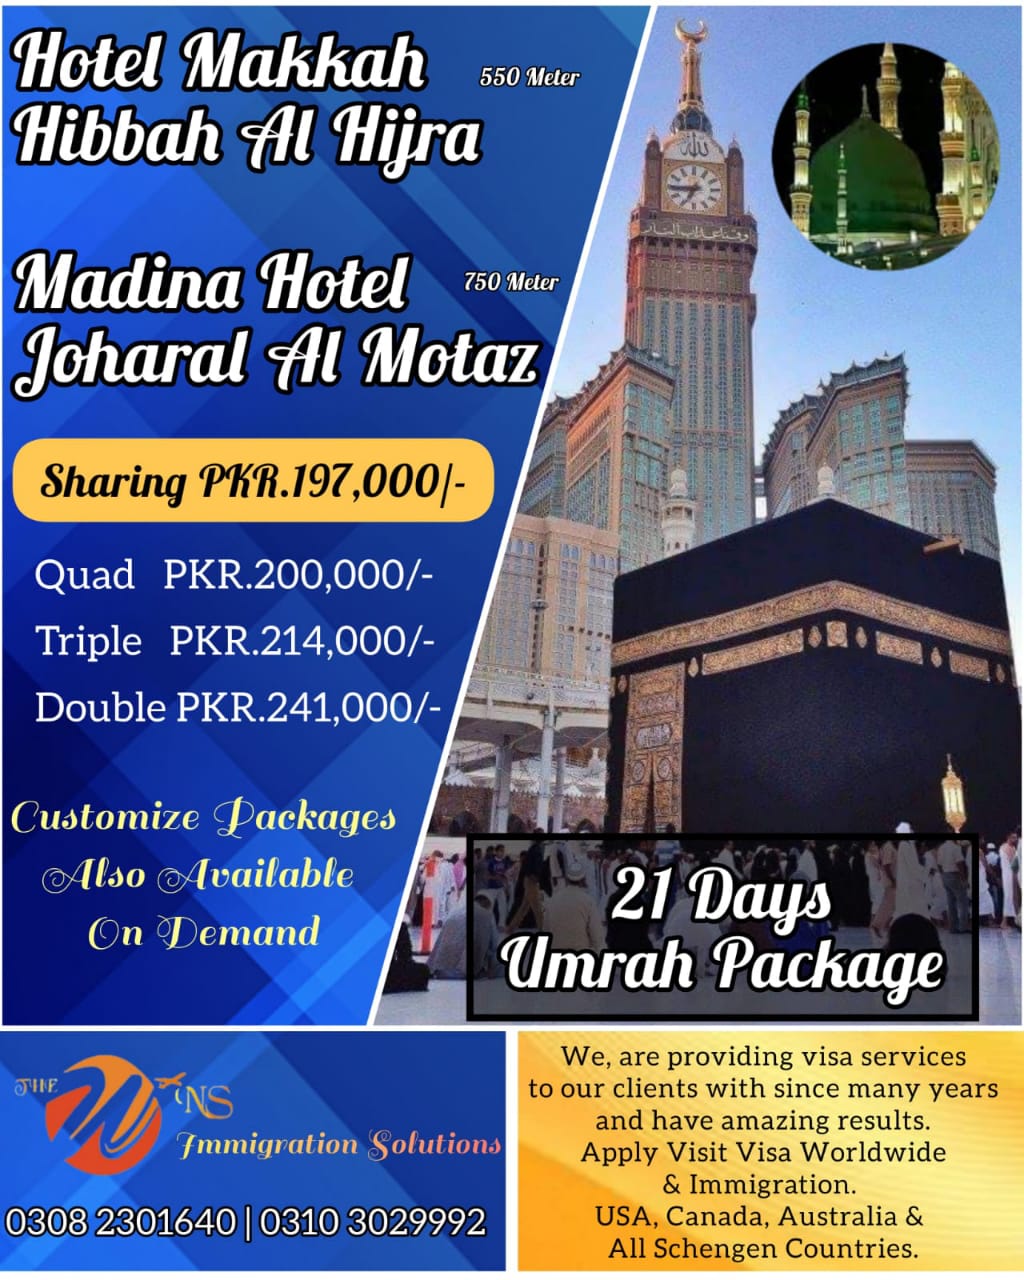 Hotel Makkah 550 Meter
Hibbah Al Hijra
Madina Hotel 750 Meter
Joharal Al Motaz
Sharing PKR.197,000/-
Quad PKR.200,000/-
Triple PKR.214,000/-
Double PKR.241,000/-
Customize Packages
Also Available
On Demand
الله
21 Days
Umrah Package
THE WINS
Immigration Solutions
0308 2301640 | 0310 3029992
We, are providing visa services
to our clients with since many years
and have amazing results.
Apply Visit Visa Worldwide
& Immigration.
USA, Canada, Australia &
All Schengen Countries.